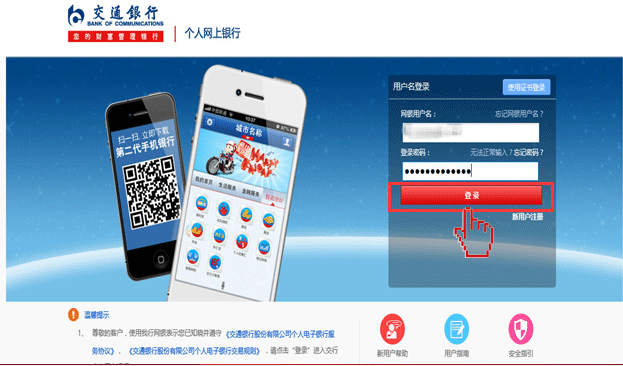 交通銀行
BANK OF COMMUNICATIONS
您的财富管理银行
个人网上银行
扫一扫,立即下载
第二代手机银行
10:37
城市名称
我的首页 生活服务 金融服务
用户名登录
使用证书登录
网银用户名:
忘记网银用户名?
登录密码:
无法正常输入?忘记密码?
登录
新用户注册
温馨提示
1、 尊敬的客户,使用我行网银表示您已知晓并遵守《交通银行股份有限公司个人电子银行服
务协议》、《交通银行股份有限公司个人电子银行交易规则》,请点击“登录”进入交行
新用户帮助
用户指南
安全指引